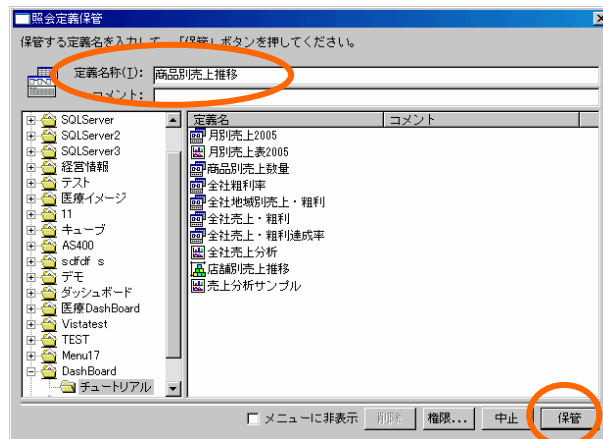 照会定義保管
保管する定義名を入力して、「保管」ボタンを押してください。
定義名称(I): 商品別売上推移
コメント:
SQLServer
SQLServer2
SQLServer3
経営情報
テスト
医療イメージ
11
キューブ
AS400
sdfdf s
デモ
ダッシュボード
医療DashBoard
Vistatest
TEST
Menu17
DashBoard
チュートリアル
定義名 コメント
月別売上2005
月別売上表2005
商品別売上数量
全社粗利率
全社地域別売上・粗利
全社売上・粗利
全社売上・粗利達成率
全社売上分析
店舗別売上推移
売上分析サンプル
メニューに非表示 削除 権限... 中止 保管